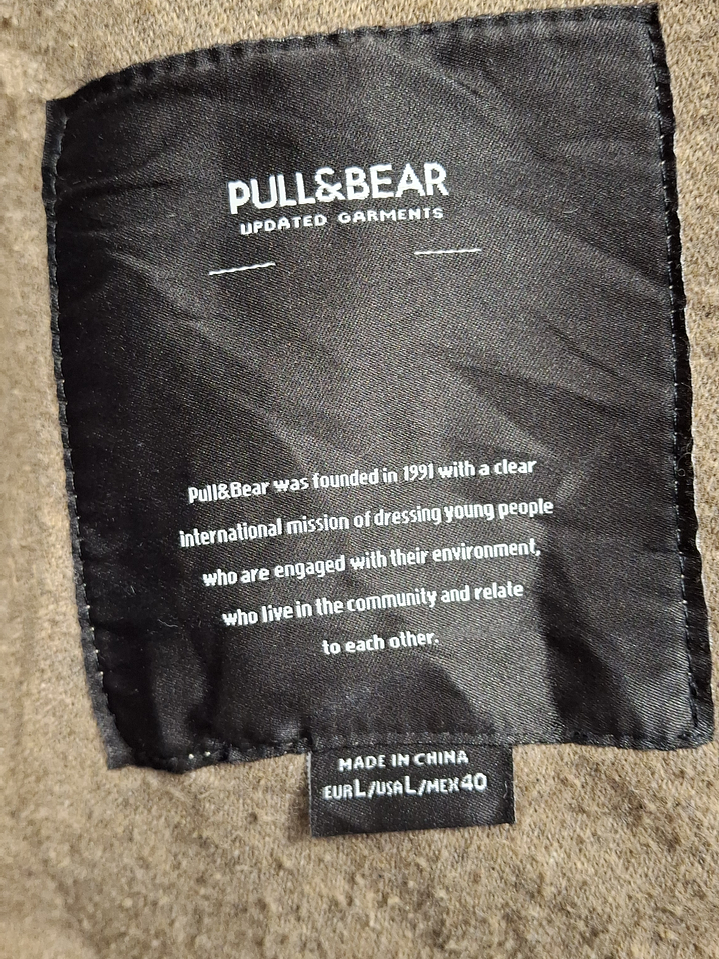 PULL&BEAR
UPDATED GARMENTS
Pull&Bear was founded in 1991 with a clear
international mission of dressing young people
who are engaged with their environment,
who live in the community and relate
to each other.
MADE IN CHINA
EUR L/USA L/MEX 40